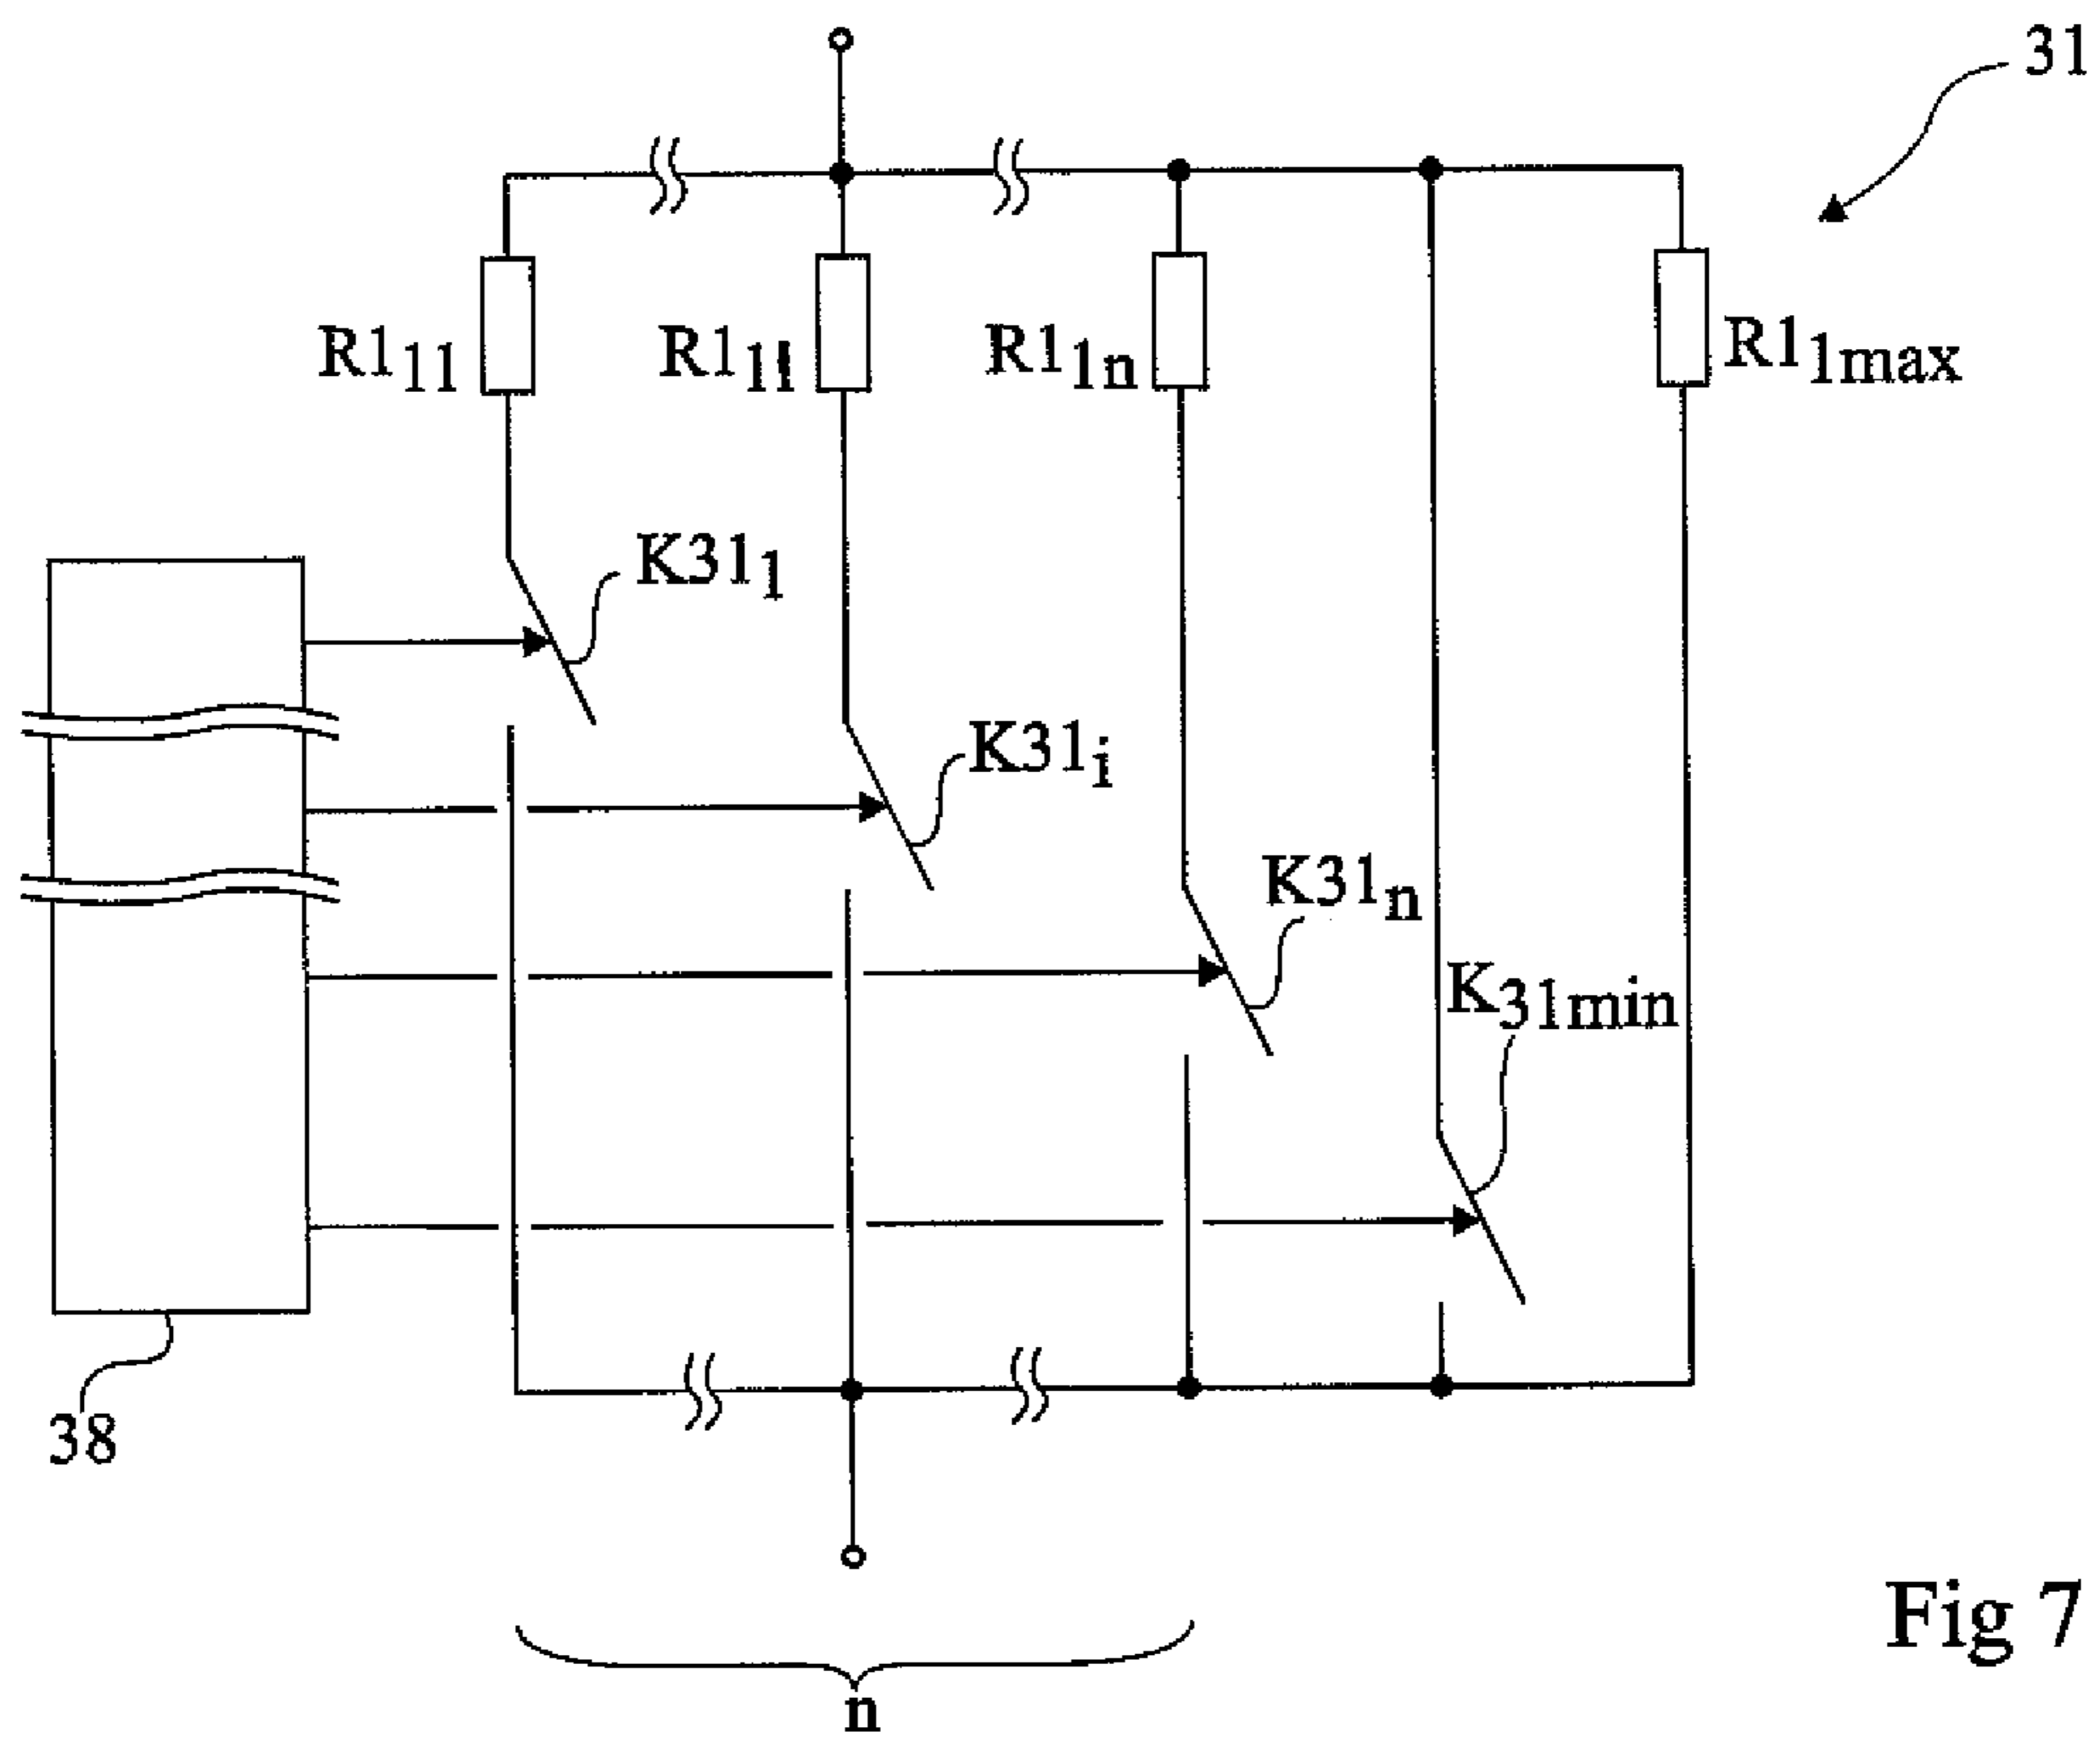 31
R1₁₁
R1₁ᵢ
R1₁ₙ
R1₁ₘₐₓ
K31₁
K31ᵢ
K31ₙ
K₃₁ₘᵢₙ
38
n
Fig 7